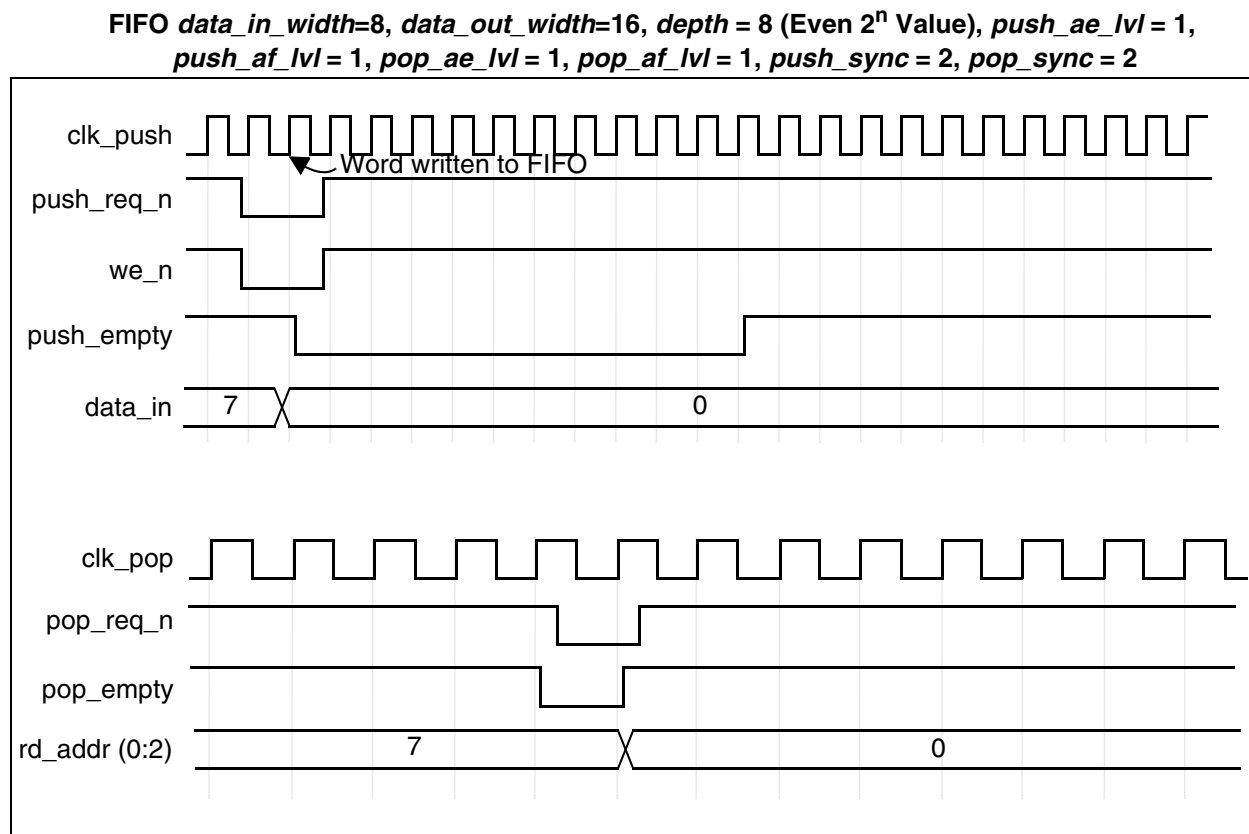 FIFO data_in_width=8, data_out_width=16, depth = 8 (Even 2ⁿ Value), push_ae_lvl = 1,
push_af_lvl = 1, pop_ae_lvl = 1, pop_af_lvl = 1, push_sync = 2, pop_sync = 2
clk_push
Word written to FIFO
push_req_n
we_n
push_empty
data_in 7 0
clk_pop
pop_req_n
pop_empty
rd_addr (0:2) 7 0